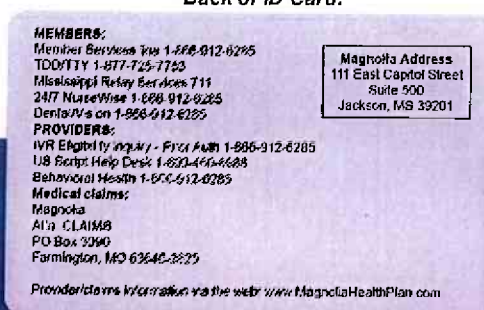 Back of ID Card:
MEMBERS:
Member Services 1-866-912-6285
TDD/TTY 1-877-725-7753
Mississippi Relay Services 711
24/7 NurseWise 1-866-912-6285
Dental/Vision 1-866-912-6285
PROVIDERS:
IVR Eligibility Inquiry - Prior Auth 1-866-912-6285
US Script Help Desk
Behavioral Health 1-866-912-6285
Medical claims:
Magnolia
Attn: CLAIMS
PO Box
Farmington, MO
Provider/claims information via the web: www.MagnoliaHealthPlan.com
Magnolia Address
111 East Capitol Street
Suite 500
Jackson, MS 39201